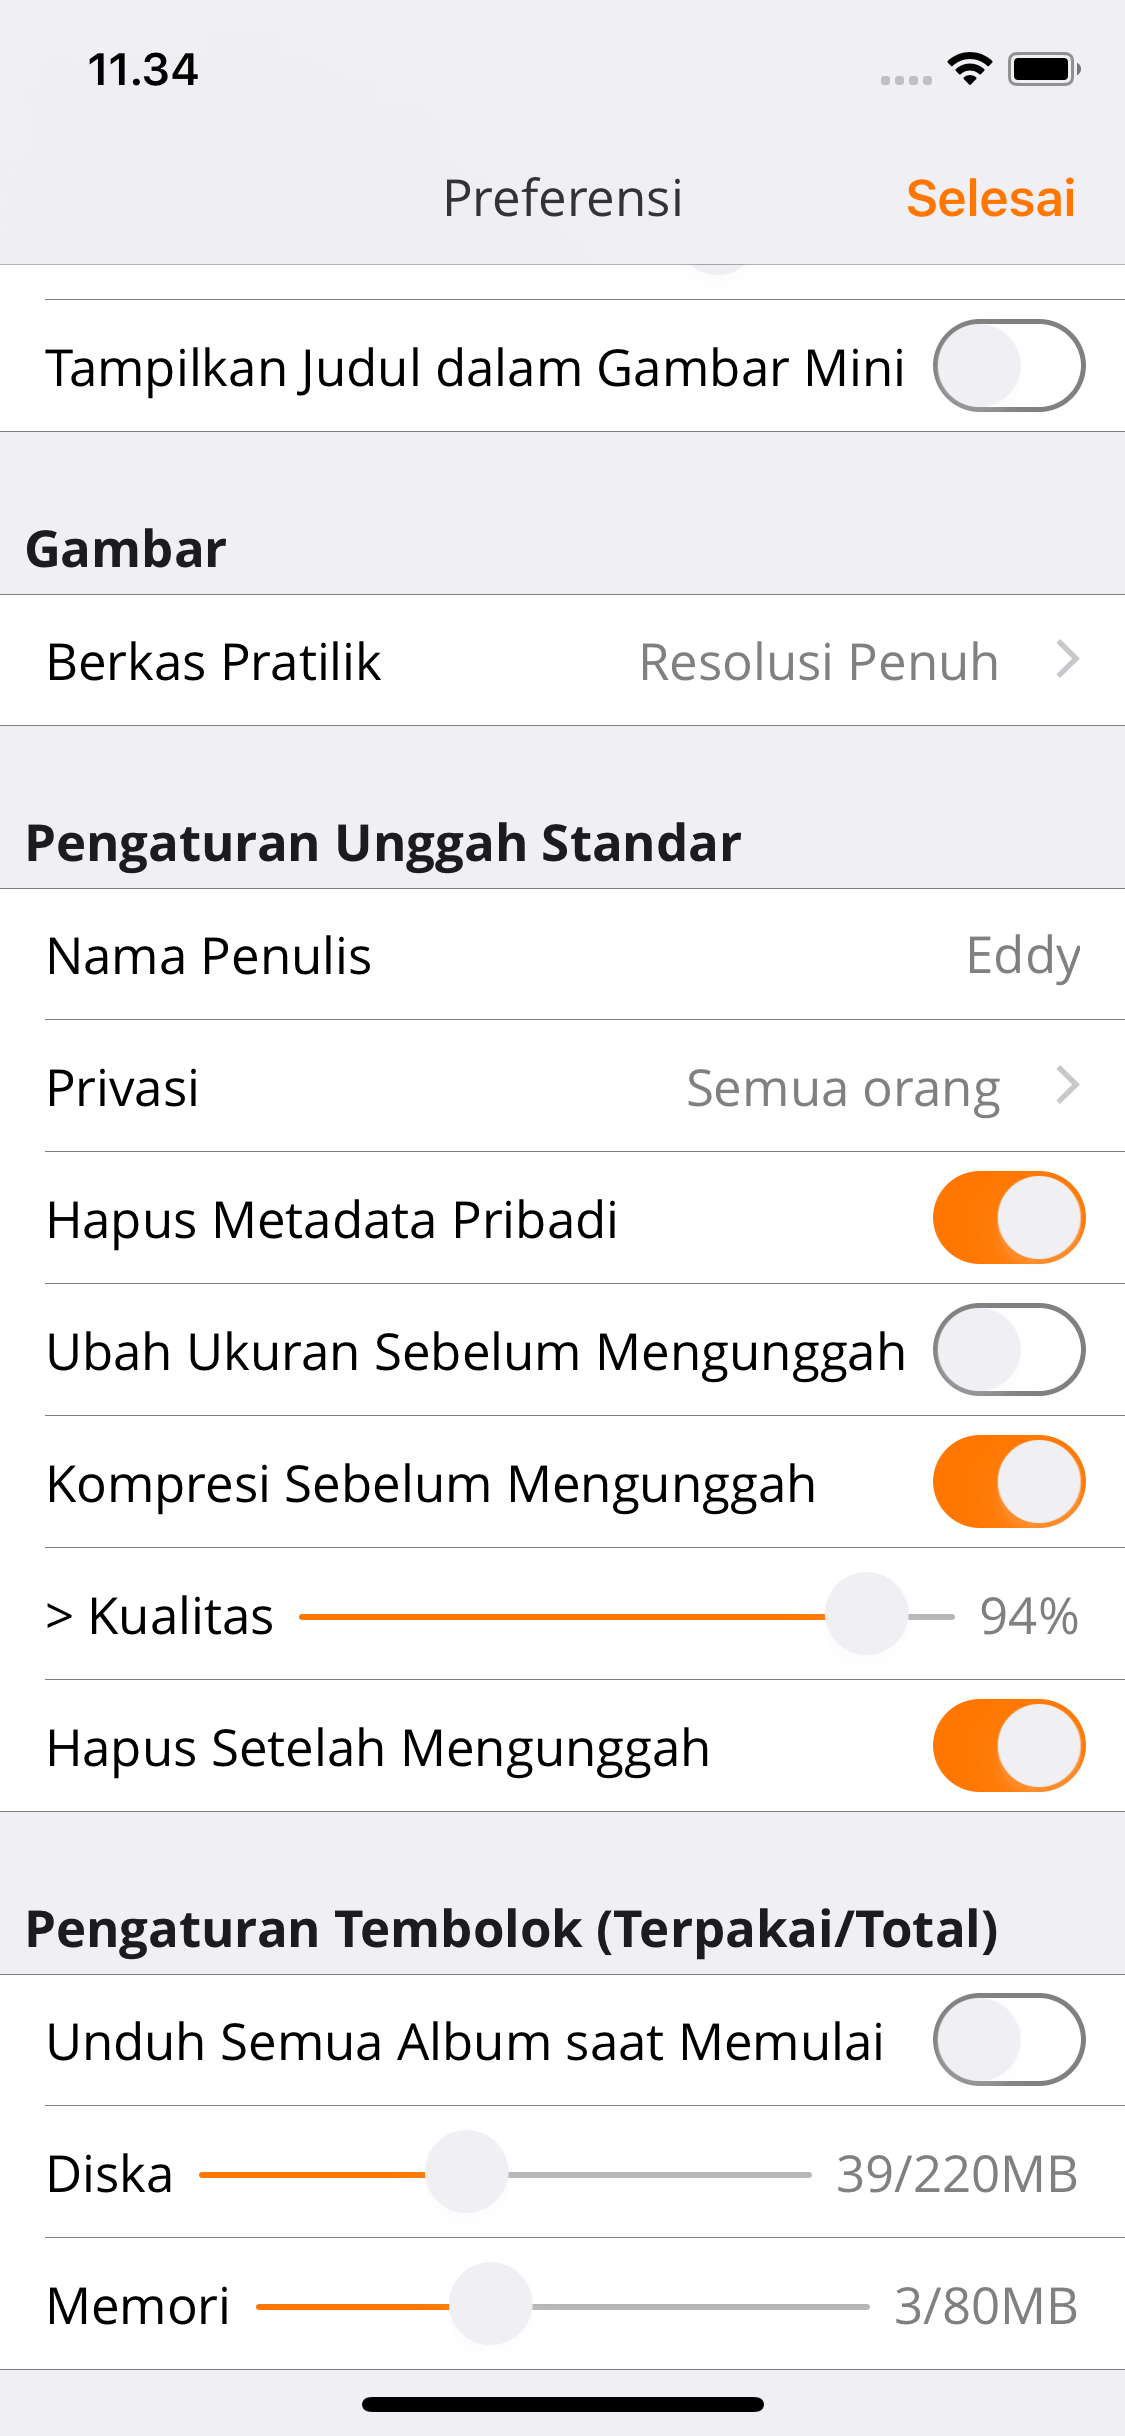 11.34
Preferensi
Selesai
Tampilkan Judul dalam Gambar Mini
Gambar
Berkas Pratilik
Resolusi Penuh
Pengaturan Unggah Standar
Nama Penulis
Eddy
Privasi
Semua orang
Hapus Metadata Pribadi
Ubah Ukuran Sebelum Mengunggah
Kompresi Sebelum Mengunggah
> Kualitas
94%
Hapus Setelah Mengunggah
Pengaturan Tembolok (Terpakai/Total)
Unduh Semua Album saat Memulai
Diska
39/220MB
Memori
3/80MB